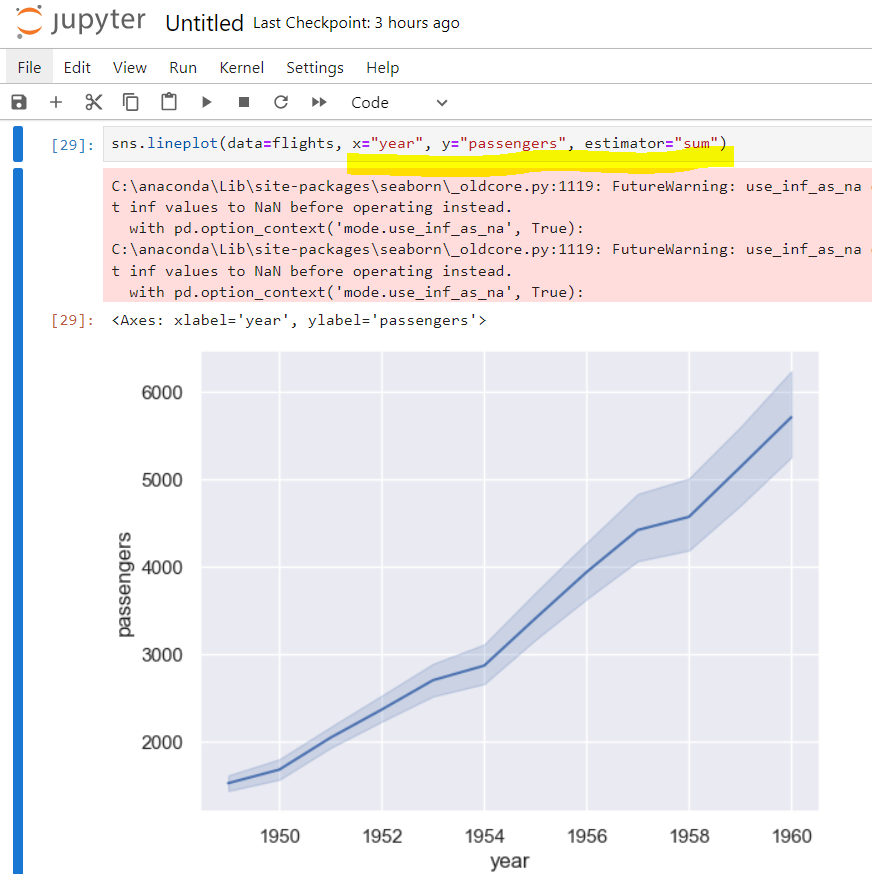 jupyter Untitled Last Checkpoint: 3 hours ago
File Edit View Run Kernel Settings Help
Code
[29]: sns.lineplot(data=flights, x="year", y="passengers", estimator="sum")
C:\anaconda\Lib\site-packages\seaborn\_oldcore.py:1119: FutureWarning: use_inf_as_na
t inf values to NaN before operating instead.
with pd.option_context('mode.use_inf_as_na', True):
C:\anaconda\Lib\site-packages\seaborn\_oldcore.py:1119: FutureWarning: use_inf_as_na
t inf values to NaN before operating instead.
with pd.option_context('mode.use_inf_as_na', True):
[29]: <Axes: xlabel='year', ylabel='passengers'>
6000
5000
4000
3000
2000
passengers
1950 1952 1954 1956 1958 1960
year